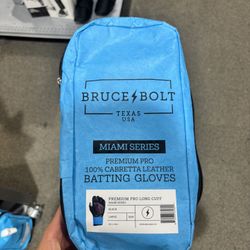 BRUCE BOLT
TEXAS
USA
MIAMI SERIES
PREMIUM PRO
100% CABRETTA LEATHER
BATTING GLOVES
PREMIUM PRO LONG CUFF